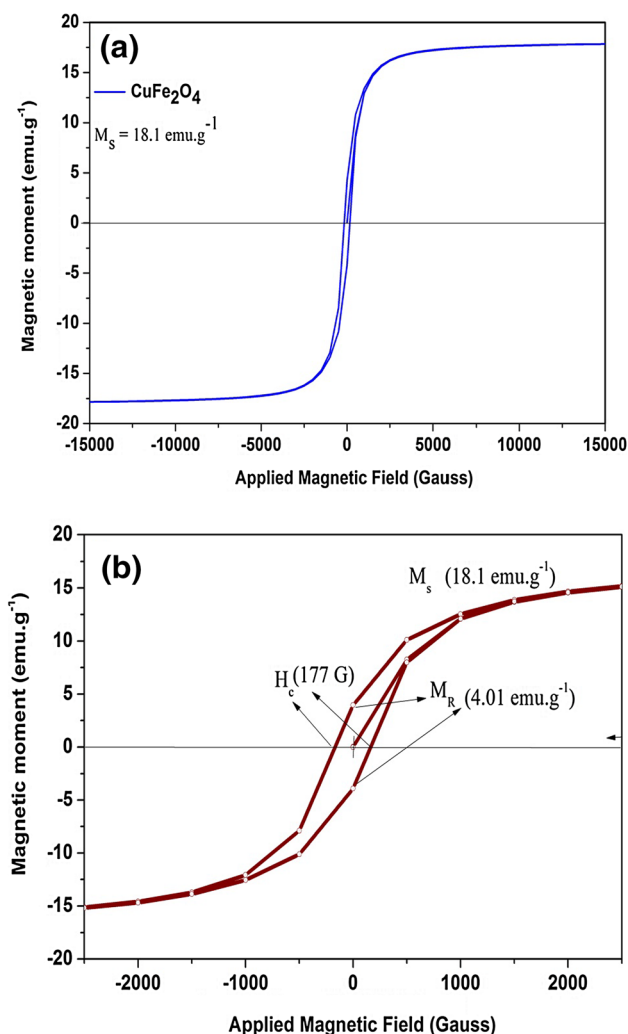 (a)
CuFe2O4
Ms = 18.1 emu.g-1
Magnetic moment (emu.g-1)
20
15
10
5
0
-5
-10
-15
-20
-15000 -10000 -5000 0 5000 10000 15000
Applied Magnetic Field (Gauss)
(b)
Ms (18.1 emu.g-1)
Hc (177 G)
MR (4.01 emu.g-1)
Magnetic moment (emu.g-1)
20
15
10
5
0
-5
-10
-15
-20
-2000 -1000 0 1000 2000
Applied Magnetic Field (Gauss)